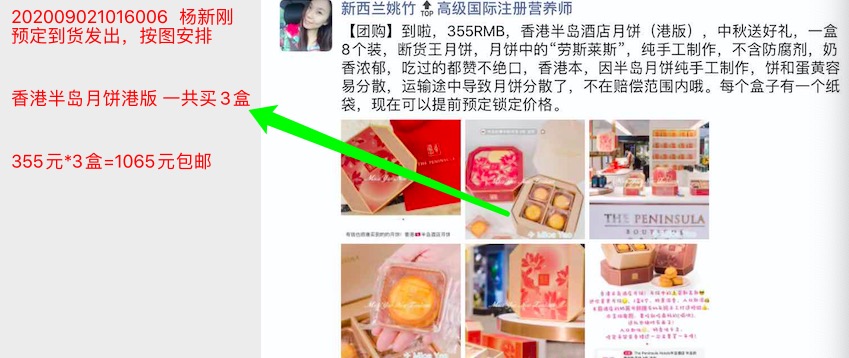 202009021016006 杨新刚
预定到货发出，按图安排
香港半岛月饼港版 一共买3盒
355元*3盒=1065元包邮
新西兰姚竹 TOP 高级国际注册营养师
【团购】到啦，355RMB，香港半岛酒店月饼（港版），中秋送好礼，一盒
8个装，断货王月饼，月饼中的“劳斯莱斯”，纯手工制作，不含防腐剂，奶
香浓郁，吃过的都赞不绝口，香港本，因半岛月饼纯手工制作，饼和蛋黄容
易分散，运输途中导致月饼分散了，不在赔偿范围内哦。每个盒子有一个纸
袋，现在可以提前预定锁定价格。
THE PENINSULA
THE PENINSULA
BOUTIQUE